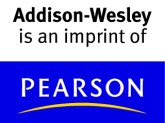 Addison-Wesley
is an imprint of
PEARSON